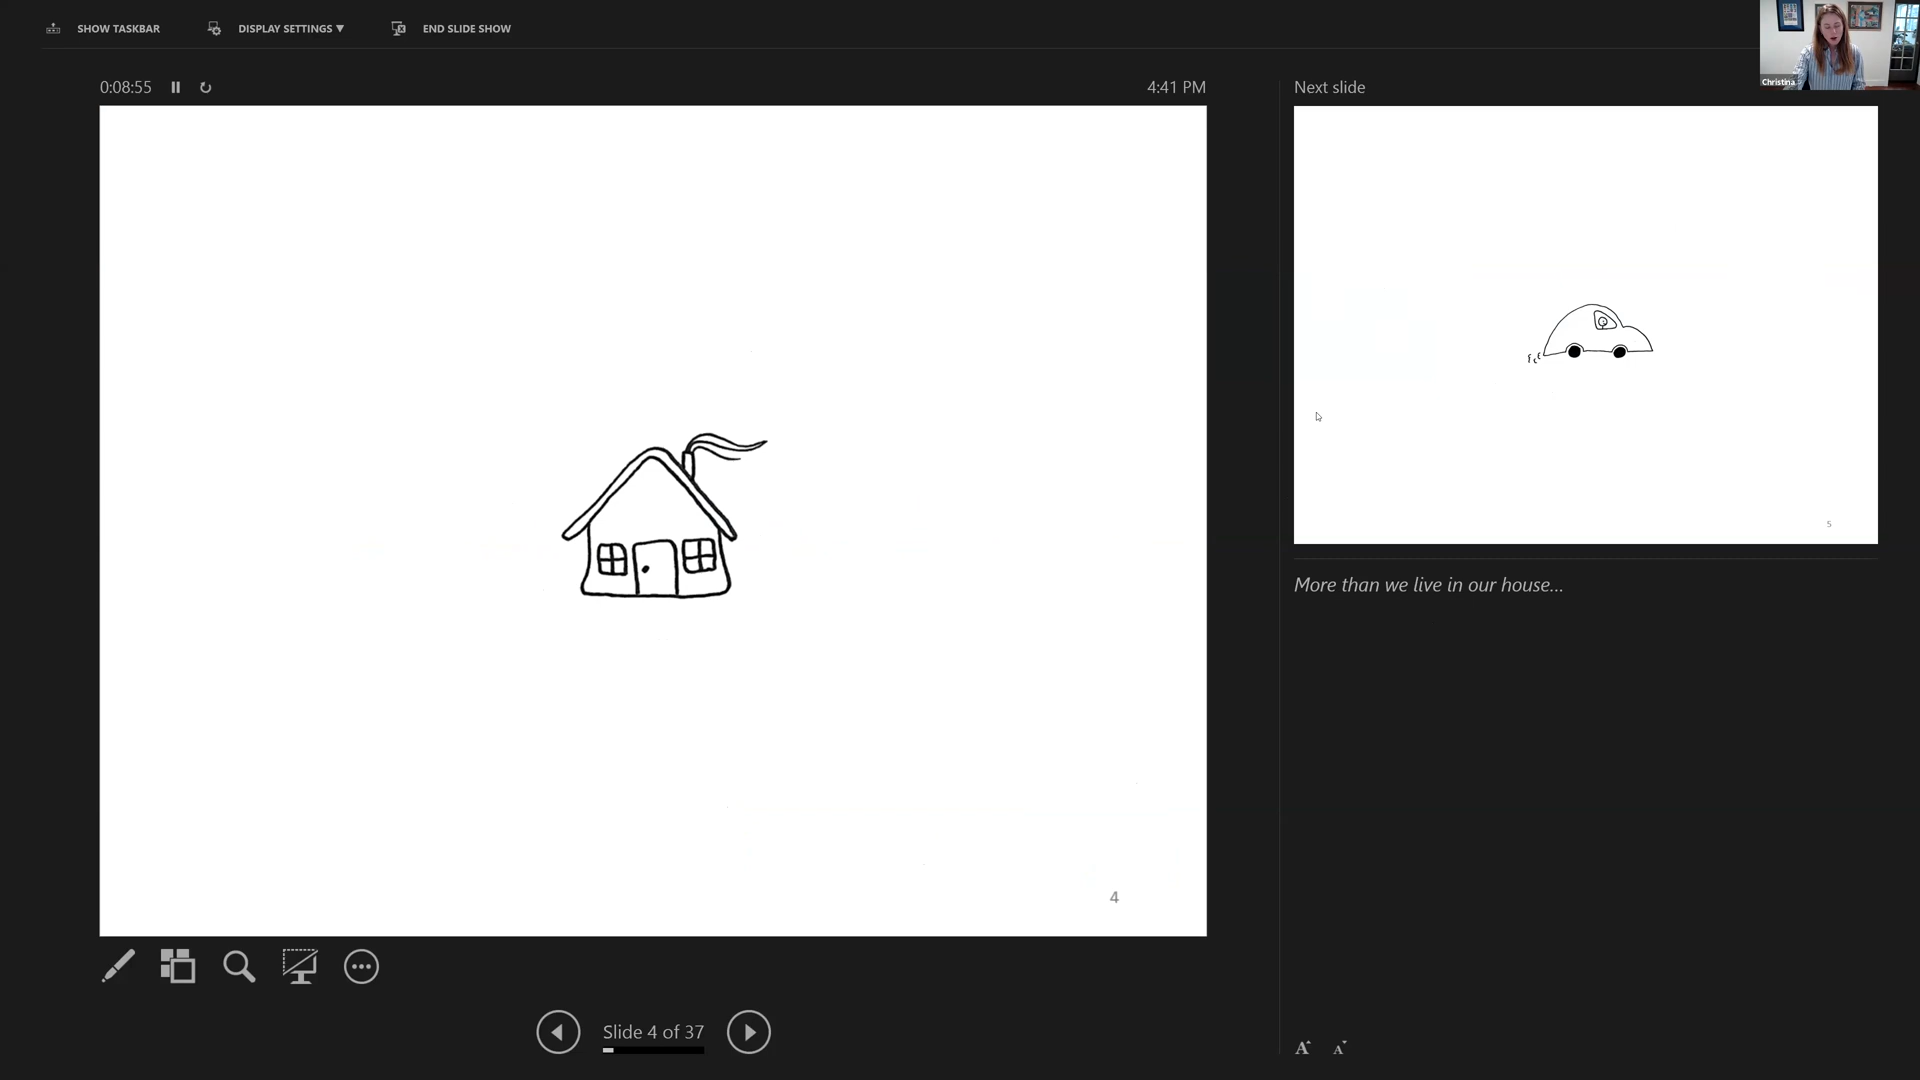 SHOW TASKBAR
DISPLAY SETTINGS ▼
END SLIDE SHOW
Christina
0:08:55
4:41 PM
Next slide
5
More than we live in our house...
4
Slide 4 of 37
A A